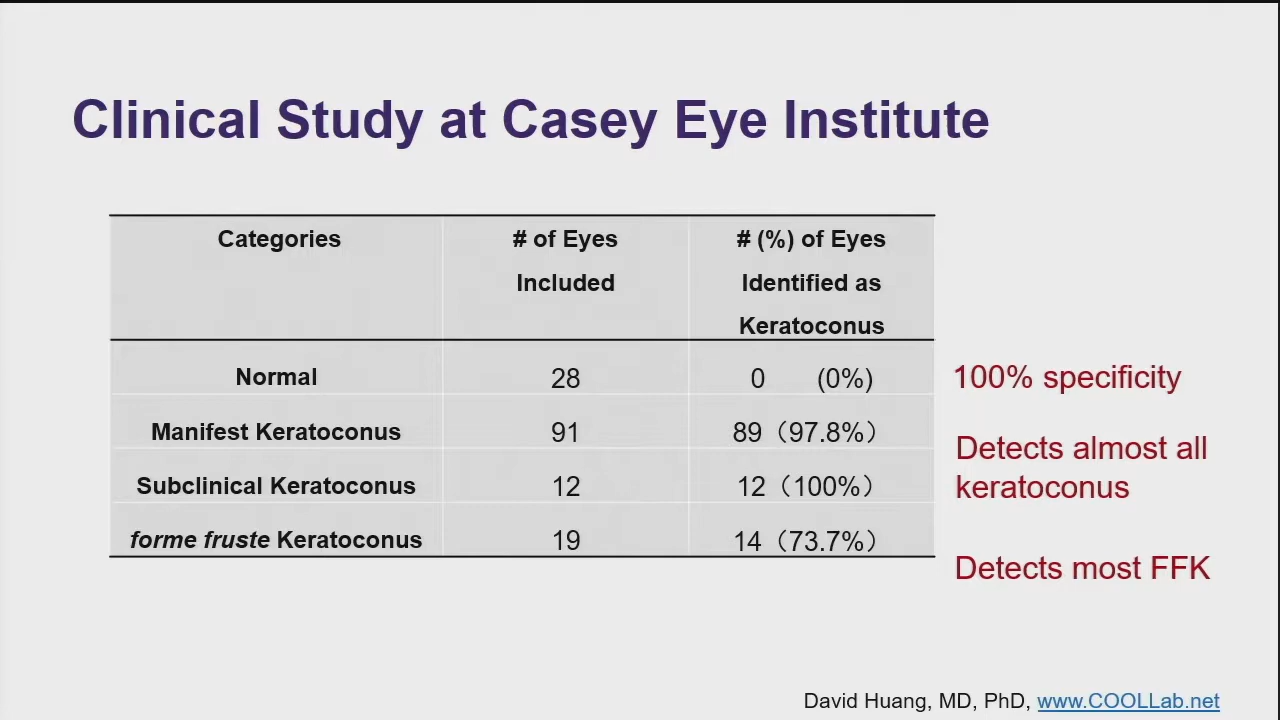 Clinical Study at Casey Eye Institute
Categories
# of Eyes
Included
# (%) of Eyes
Identified as
Keratoconus
Normal 28 0 (0%) 100% specificity
Manifest Keratoconus 91 89（97.8%）
Detects almost all
keratoconus
Subclinical Keratoconus 12 12（100%）
forme fruste Keratoconus 19 14（73.7%）
Detects most FFK
David Huang, MD, PhD, www.COOLLab.net